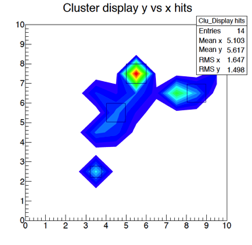 Cluster display y vs x hits
Clu_Display hits
Entries 14
Mean x 5.103
Mean y 5.617
RMS x 1.647
RMS y 1.498
10
9
8
7
6
5
4
3
2
1
0
0 1 2 3 4 5 6 7 8 9 10